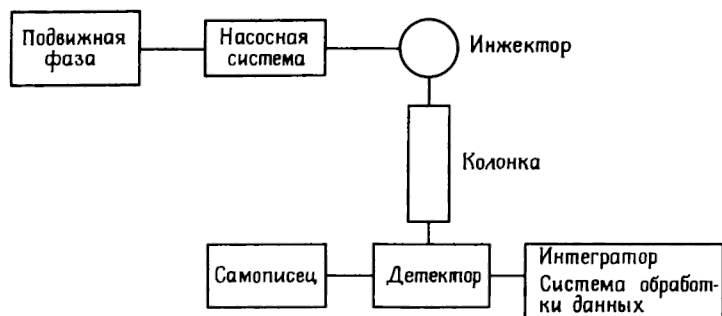 Подвижная
фаза
Насосная
система
Инжектор
Колонка
Самописец
Детектор
Интегратор
Система обработ-
ки данных